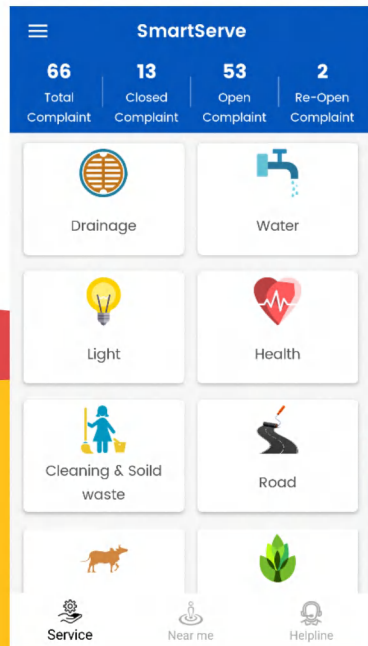 SmartServe
66 13 53 2
Total Closed Open Re-Open
Complaint Complaint Complaint Complaint
Drainage Water
Light Health
Cleaning & Soild
waste
Road
Service Near me Helpline